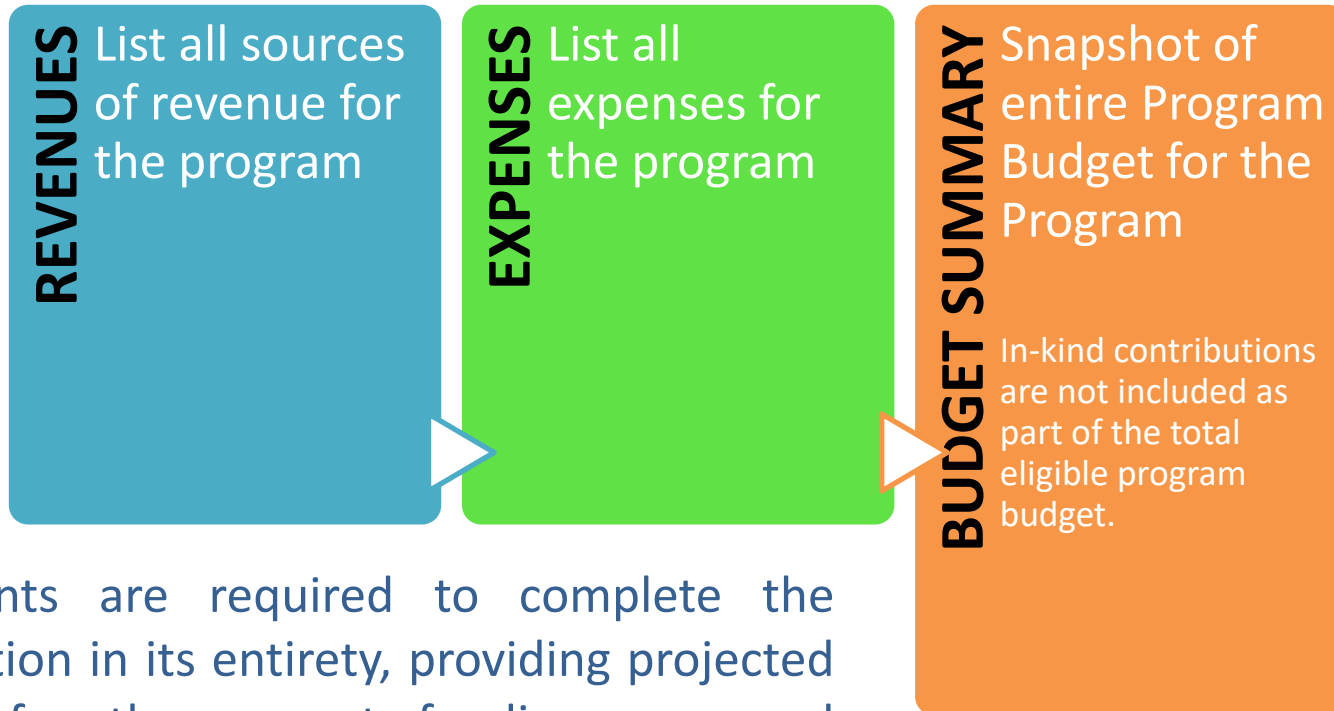 REVENUES
List all sources
of revenue for
the program
EXPENSES
List all
expenses for
the program
BUDGET SUMMARY
Snapshot of
entire Program
Budget for the
Program
In-kind contributions
are not included as
part of the total
eligible program
budget.
are required to complete the
in its entirety, providing projected